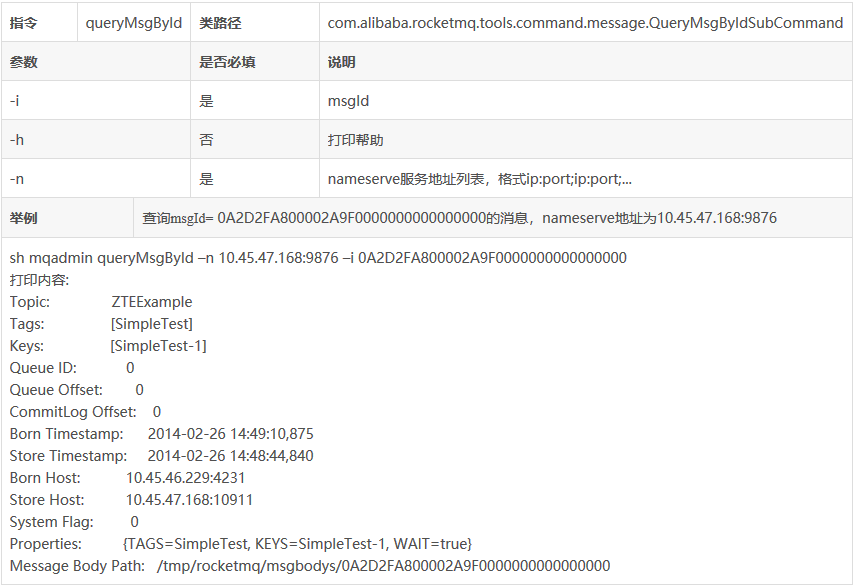 指令 queryMsgById 类路径 com.alibaba.rocketmq.tools.command.message.QueryMsgByIdSubCommand
参数 是否必填 说明
-i 是 msgId
-h 否 打印帮助
-n 是 nameserve服务地址列表，格式ip:port;ip:port;...
举例 查询msgId= 0A2D2FA800002A9F0000000000000000的消息，nameserve地址为10.45.47.168:9876
sh mqadmin queryMsgById –n 10.45.47.168:9876 –i 0A2D2FA800002A9F0000000000000000
打印内容:
Topic: ZTEExample
Tags: [SimpleTest]
Keys: [SimpleTest-1]
Queue ID: 0
Queue Offset: 0
CommitLog Offset: 0
Born Timestamp: 2014-02-26 14:49:10,875
Store Timestamp: 2014-02-26 14:48:44,840
Born Host: 10.45.46.229:4231
Store Host: 10.45.47.168:10911
System Flag: 0
Properties: {TAGS=SimpleTest, KEYS=SimpleTest-1, WAIT=true}
Message Body Path: /tmp/rocketmq/msgbodys/0A2D2FA800002A9F0000000000000000